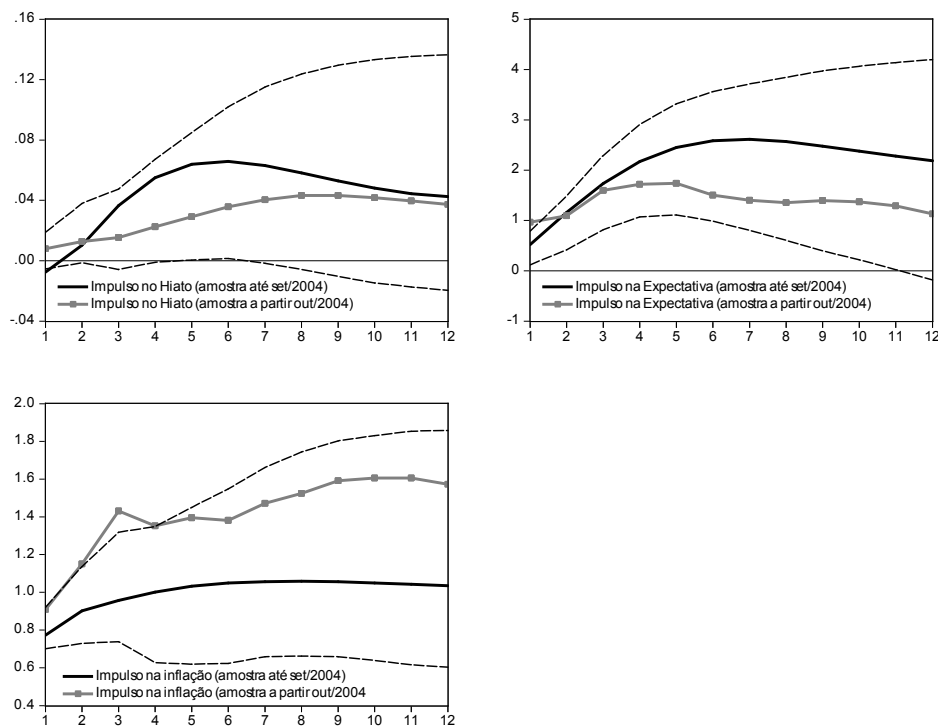 .16
.12
.08
.04
.00
-.04
Impulso no Hiato (amostra até set/2004)
Impulso no Hiato (amostra a partir out/2004)
1 2 3 4 5 6 7 8 9 10 11 12
5
4
3
2
1
0
-1
Impulso na Expectativa (amostra até set/2004)
Impulso na Expectativa (amostra a partir out/2004)
1 2 3 4 5 6 7 8 9 10 11 12
2.0
1.8
1.6
1.4
1.2
1.0
0.8
0.6
0.4
Impulso na inflação (amostra até set/2004)
Impulso na inflação (amostra a partir out/2004
1 2 3 4 5 6 7 8 9 10 11 12